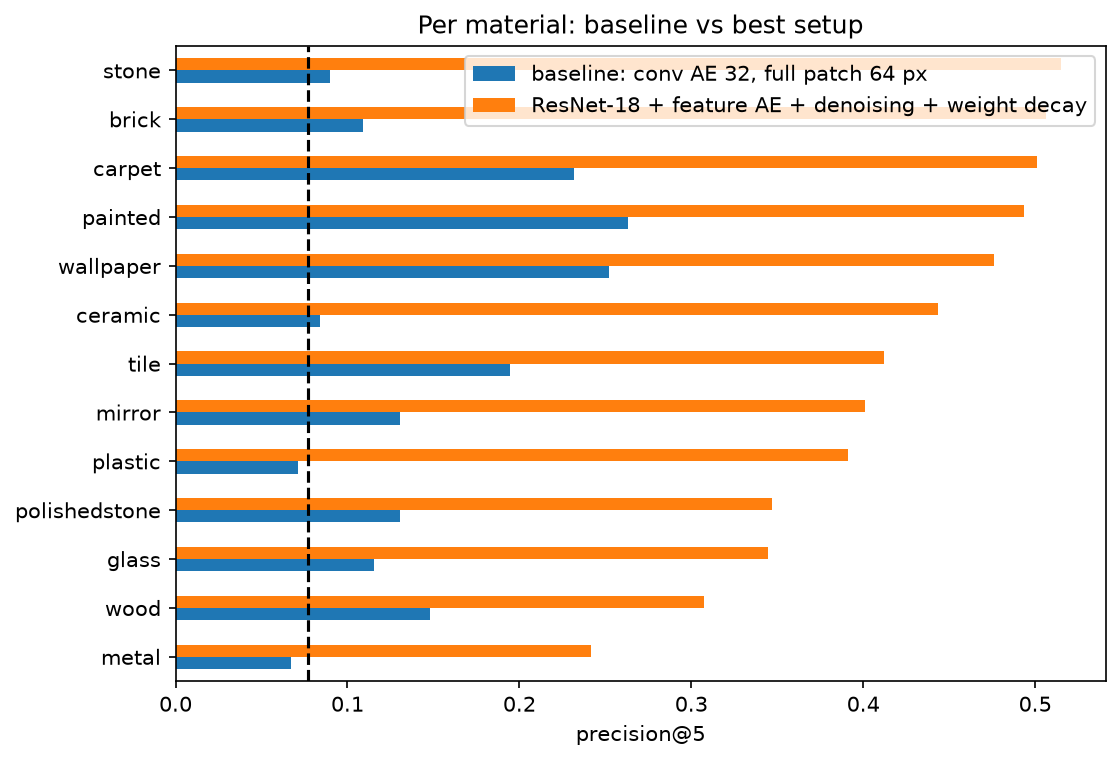 Per material: baseline vs best setup
baseline: conv AE 32, full patch 64 px
ResNet-18 + feature AE + denoising + weight decay
stone
brick
carpet
painted
wallpaper
ceramic
tile
mirror
plastic
polishedstone
glass
wood
metal
0.0 0.1 0.2 0.3 0.4 0.5
precision@5